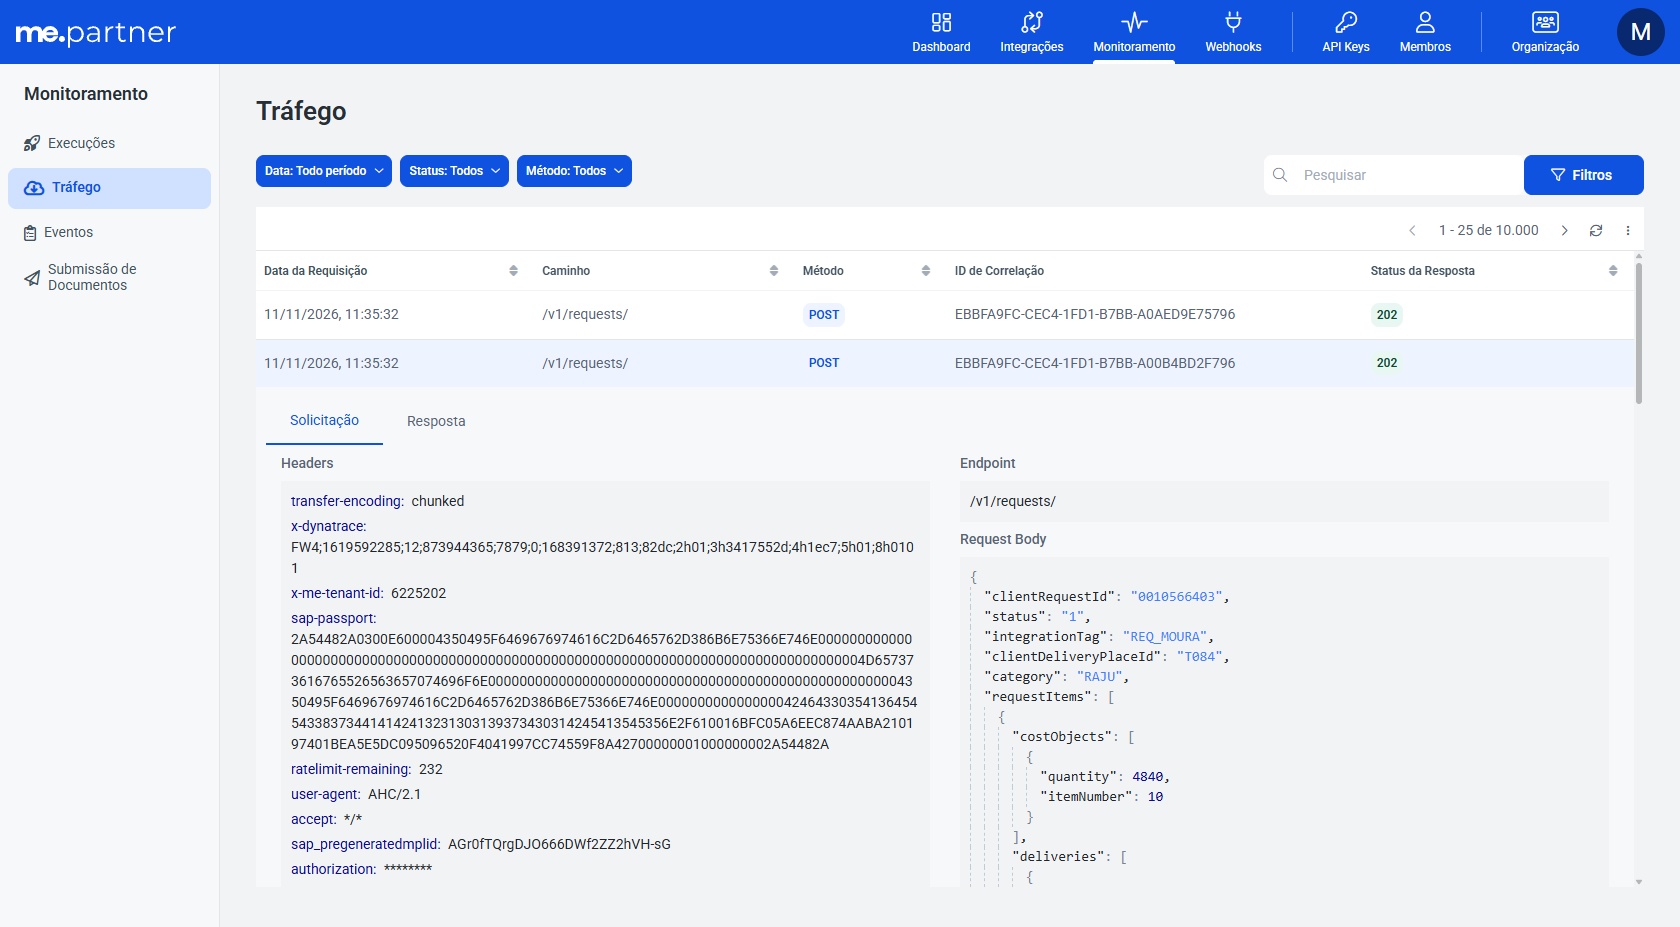 me.partner
Dashboard
Integrações
Monitoramento
Webhooks
API Keys
Membros
Organização
M
Monitoramento
Execuções
Tráfego
Eventos
Submissão de
Documentos
Tráfego
Data: Todo período
Status: Todos
Método: Todos
Pesquisar
Filtros
1 - 25 de 10.000
Data da Requisição
Caminho
Método
ID de Correlação
Status da Resposta
11/11/2026, 11:35:32
/v1/requests/
POST
EBBFA9FC-CEC4-1FD1-B7BB-A0AED9E75796
202
11/11/2026, 11:35:32
/v1/requests/
POST
EBBFA9FC-CEC4-1FD1-B7BB-A00B4BD2F796
202
Solicitação
Resposta
Headers
transfer-encoding: chunked
x-dynatrace:
FW4;1619592285;12;873944365;7879;0;168391372;813;82dc;2h01;3h3417552d;4h1ec7;5h01;8h010
1
x-me-tenant-id: 6225202
sap-passport:
2A54482A0300E600004350495F6469676974616C2D6465762D386B6E75366E746E000000000000
00000000000000000000000000000000000000000000000000000000000000000000000004D65737
3616765526563657074696F6E000000000000000000000000000000000000000000000000000043
50495F6469676974616C2D6465762D386B6E75366E746E00000000000000004246433035413645 4
5433837344141424132313031393734303142454135453 56E2F610016BFC05A6EEC874AABA2101
97401BEA5E5DC095096520F4041997CC74559F8A42700000001000000002A54482A
ratelimit-remaining: 232
user-agent: AHC/2.1
accept: */*
sap_pregeneratedmplid: AGr0fTQrgDJO666DWf2ZZ2hVH-sG
authorization: ********
Endpoint
/v1/requests/
Request Body
{
"clientRequestId": "0010566403",
"status": "1",
"integrationTag": "REQ_MOURA",
"clientDeliveryPlaceId": "T084",
"category": "RAJU",
"requestItems": [
{
"costObjects": [
{
"quantity": 4840,
"itemNumber": 10
}
],
"deliveries": [
{